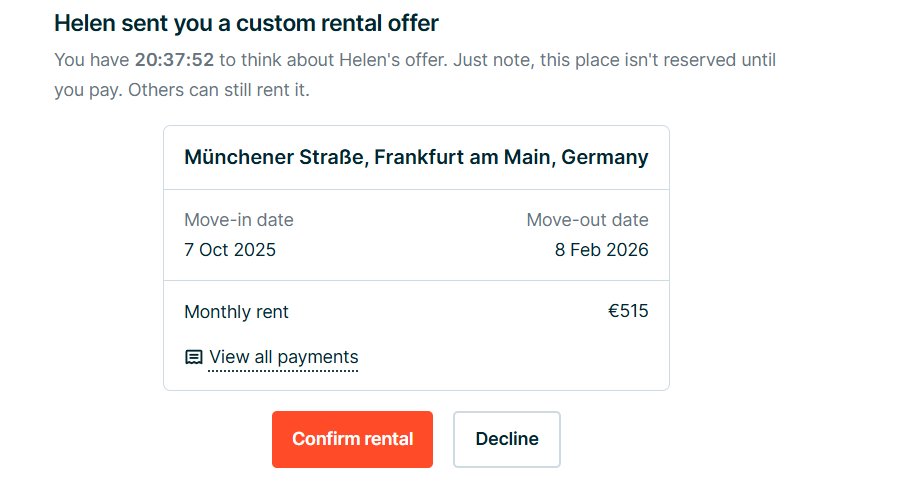 Helen sent you a custom rental offer
You have 20:37:52 to think about Helen's offer. Just note, this place isn't reserved until
you pay. Others can still rent it.
Münchener Straße, Frankfurt am Main, Germany
Move-in date
Move-out date
7 Oct 2025
8 Feb 2026
Monthly rent
€515
View all payments
Confirm rental
Decline